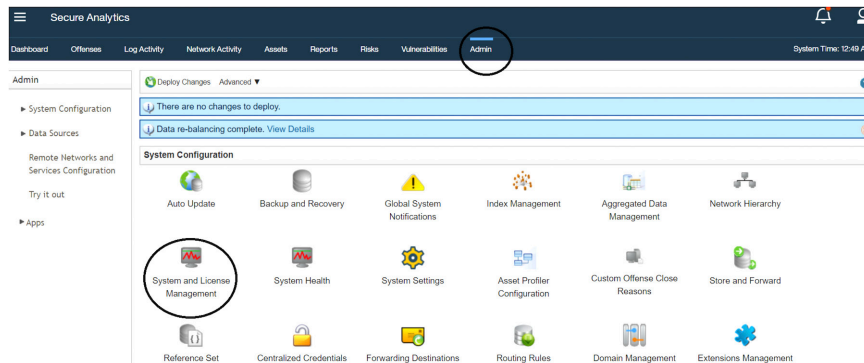 Secure Analytics
Dashboard Offenses Log Activity Network Activity Assets Reports Risks Vulnerabilities Admin System Time: 12:49 A
Admin
Deploy Changes Advanced ▼
System Configuration
There are no changes to deploy.
Data Sources
Data re-balancing complete. View Details
Remote Networks and
Services Configuration
System Configuration
Try it out
Apps
Auto Update Backup and Recovery Global System
Notifications Index Management Aggregated Data
Management Network Hierarchy
System and License
Management System Health System Settings Asset Profiler
Configuration Custom Offense Close
Reasons Store and Forward
Reference Set Centralized Credentials Forwarding Destinations Routing Rules Domain Management Extensions Management